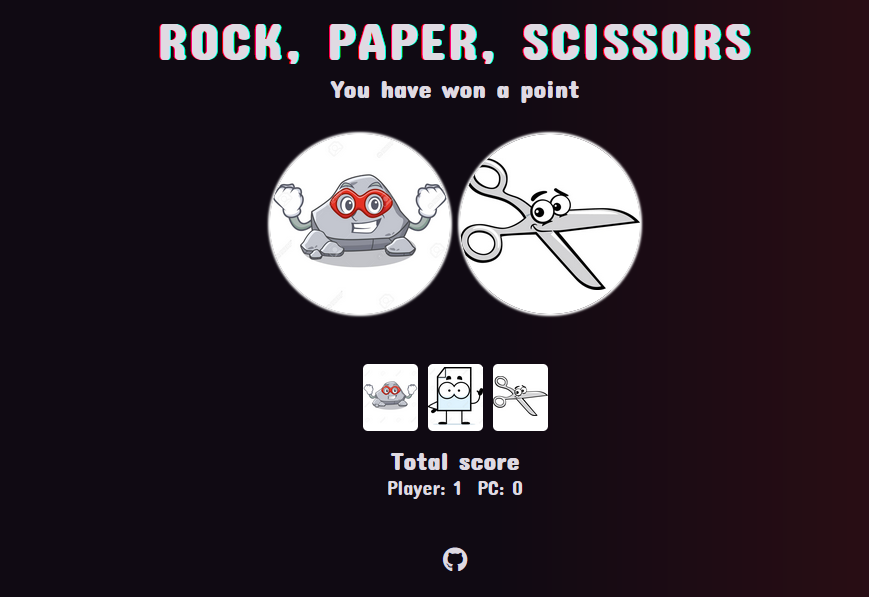 ROCK, PAPER, SCISSORS
You have won a point
Total score
Player: 1 PC: 0